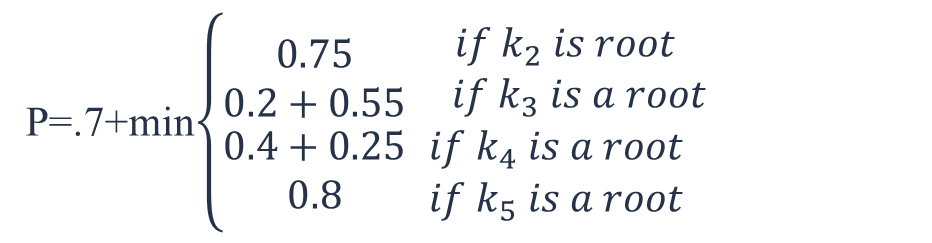 0.75 if k₂ is root
0.2 + 0.55 if k₃ is a root
P=.7+min{
0.4 + 0.25 if k₄ is a root
0.8 if k₅ is a root